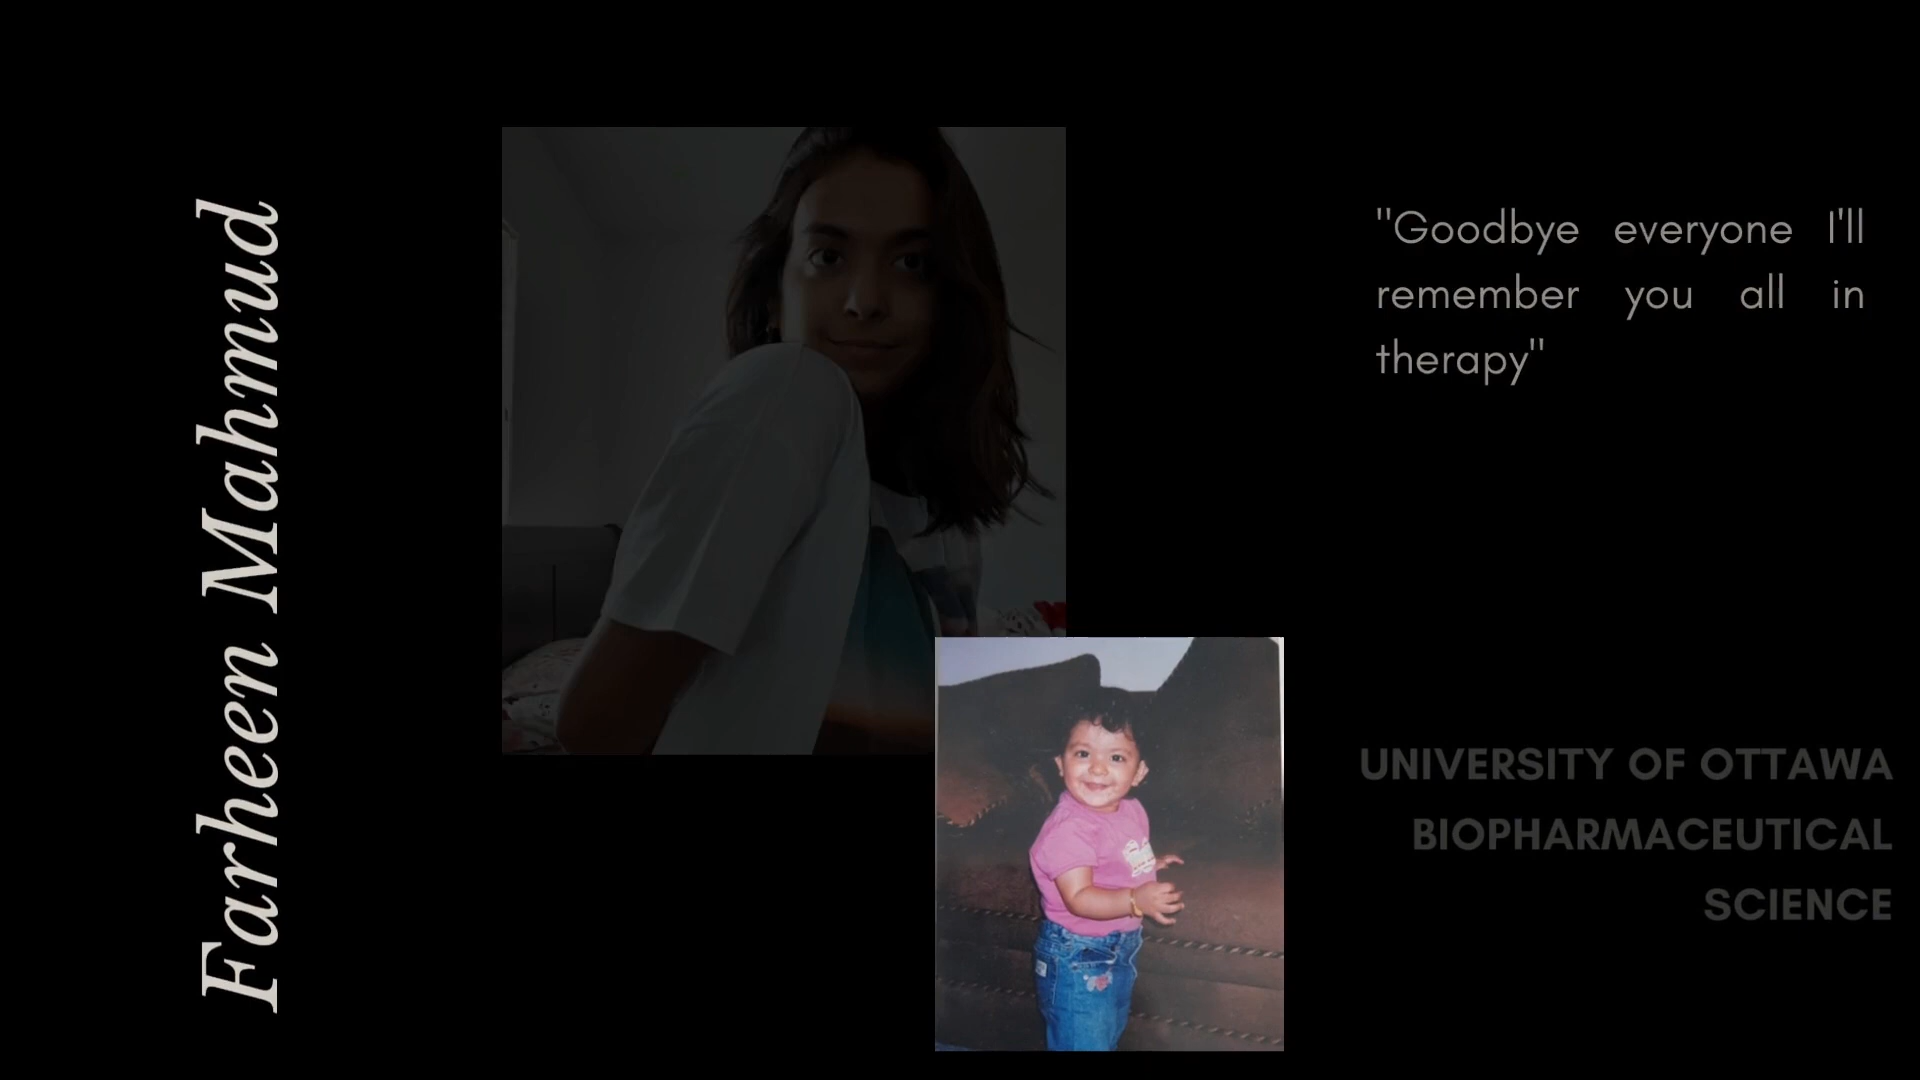 Farheen Mahmud
"Goodbye everyone I'll
remember you all in
therapy"
UNIVERSITY OF OTTAWA
BIOPHARMACEUTICAL
SCIENCE